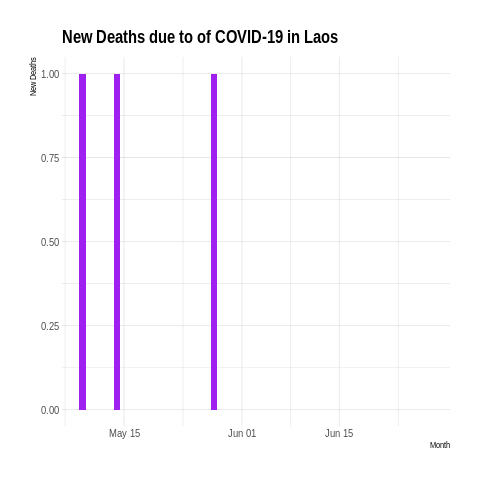 New Deaths due to of COVID-19 in Laos
New Deaths
1.00
0.75
0.50
0.25
0.00
May 15
Jun 01
Jun 15
Month